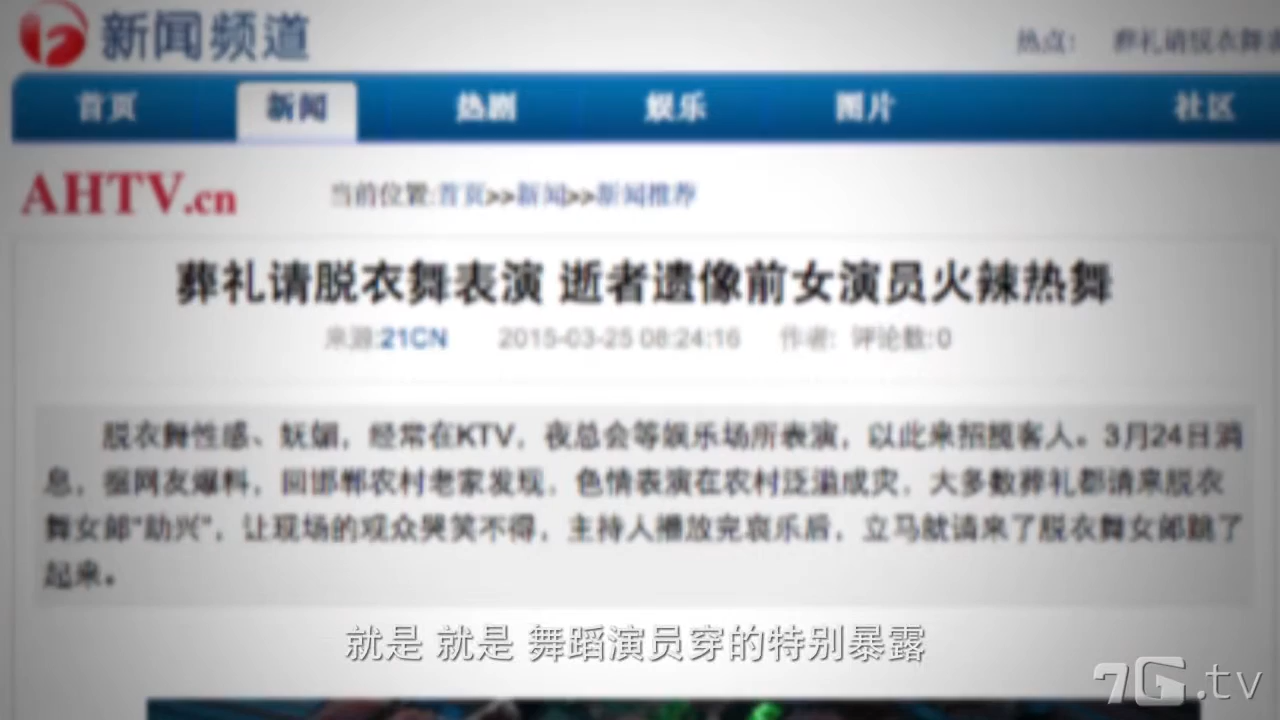 新闻频道
热点: 葬礼请脱衣舞表
首页 新闻 热剧 娱乐 图片 社区
AHTV.cn 当前位置:首页>>新闻>>新闻推荐
葬礼请脱衣舞表演 逝者遗像前女演员火辣热舞
来源:21CN 2015-03-25 08:24:16 作者: 评论数:0
脱衣舞性感、妖媚，经常在KTV，夜总会等娱乐场所表演，以此来招揽客人。3月24日消
息，据网友爆料，回邯郸农村老家发现，色情表演在农村泛滥成灾，大多数葬礼都请来脱衣
舞女郎“助兴”，让现场的观众哭笑不得，主持人播放完哀乐后，立马就请来了脱衣舞女郎跳了
起来。
就是 就是 舞蹈演员穿的特别暴露
7G.tv